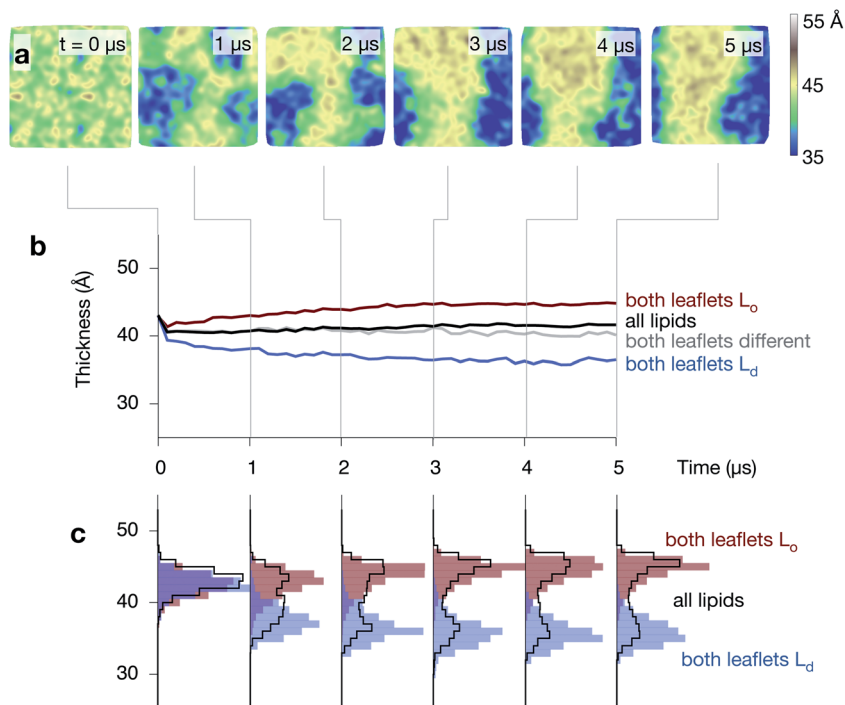 a
t = 0 µs
1 µs
2 µs
3 µs
4 µs
5 µs
55 Å
45
35
b
Thickness (Å)
50
40
30
both leaflets Lo
all lipids
both leaflets different
both leaflets Ld
0
1
2
3
4
5
Time (µs)
c
50
40
30
both leaflets Lo
all lipids
both leaflets Ld